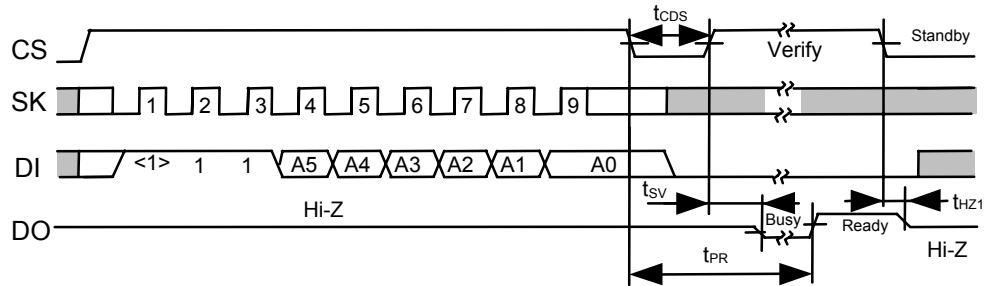 tCDS
CS
Verify
Standby
SK
1 2 3 4 5 6 7 8 9
DI
<1> 1 1 A5 A4 A3 A2 A1 A0
Hi-Z
tSV
Busy
Ready
tHZ1
DO
tPR
Hi-Z